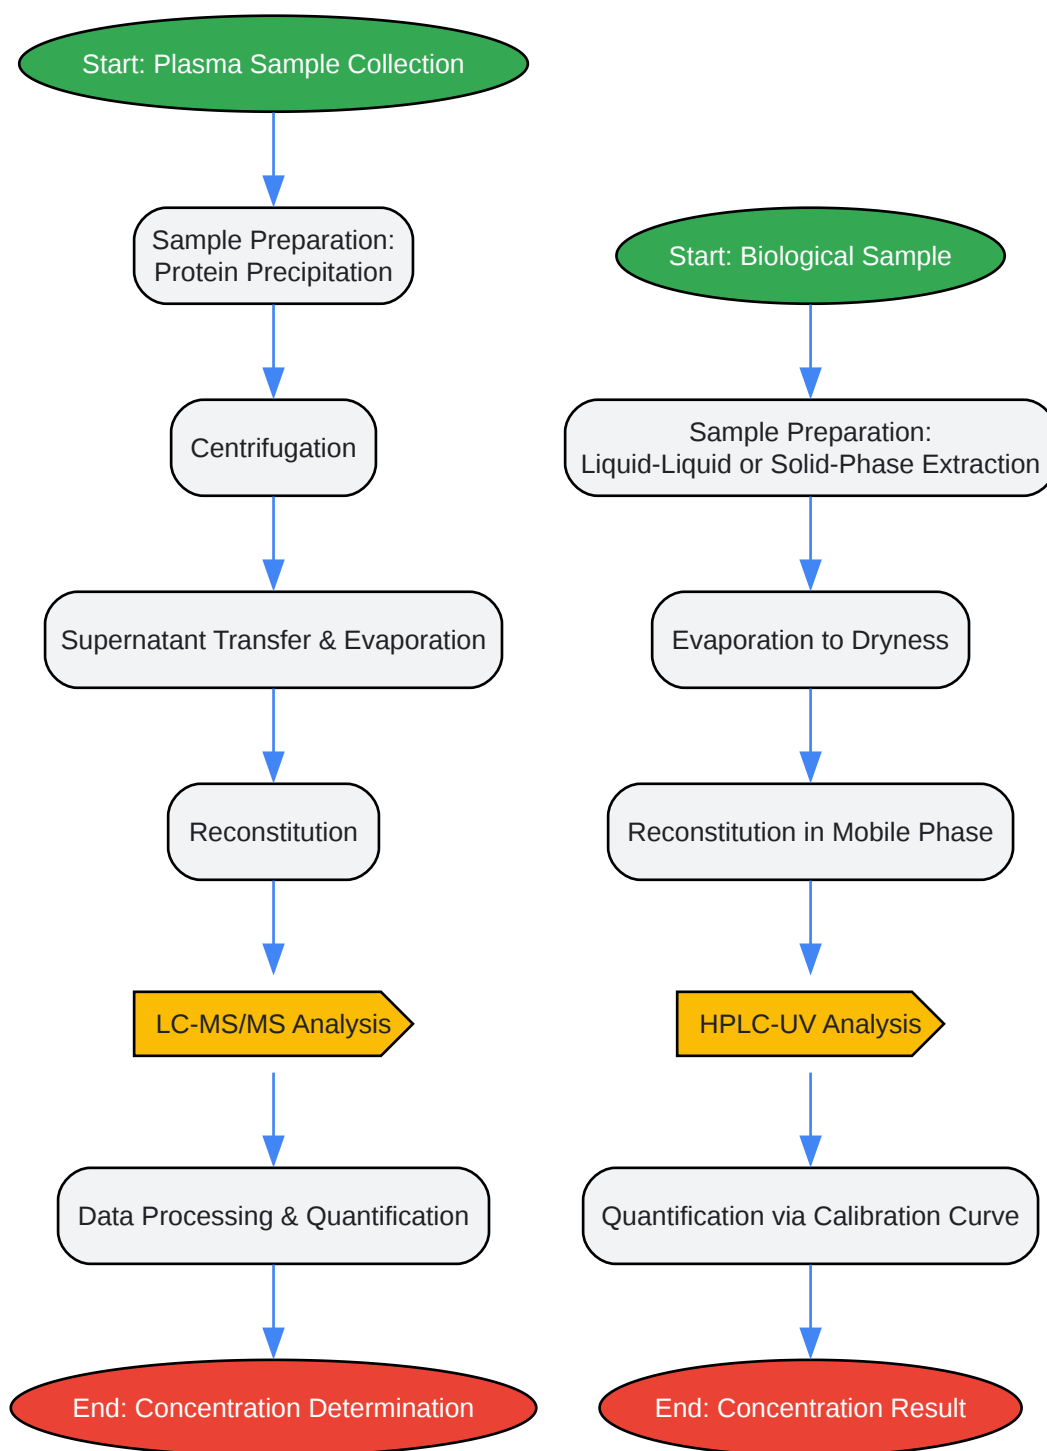 Start: Plasma Sample Collection
Sample Preparation:
Protein Precipitation
Centrifugation
Supernatant Transfer & Evaporation
Reconstitution
LC-MS/MS Analysis
Data Processing & Quantification
End: Concentration Determination
Start: Biological Sample
Sample Preparation:
Liquid-Liquid or Solid-Phase Extraction
Evaporation to Dryness
Reconstitution in Mobile Phase
HPLC-UV Analysis
Quantification via Calibration Curve
End: Concentration Result